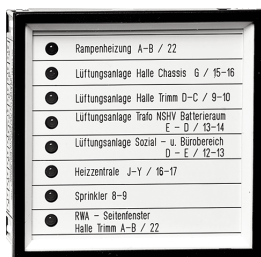 Rampenheizung A-B / 22
Lüftungsanlage Halle Chassis G / 15-16
Lüftungsanlage Halle Trimm D-C / 9-10
Lüftungsanlage Trafo NSHV Batterieraum
E - D / 13-14
Lüftungsanlage Sozial - u. Bürobereich
D - E / 12-13
Heizzentrale J-Y / 16-17
Sprinkler 8-9
RWA - Seitenfenster
Halle Trimm A-B / 22